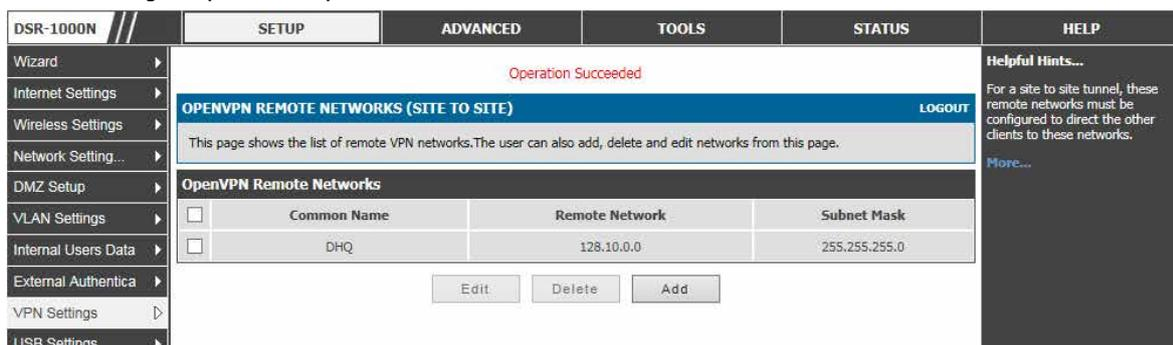 DSR-1000N
SETUP
ADVANCED
TOOLS
STATUS
HELP
Wizard
Internet Settings
Wireless Settings
Network Setting...
DMZ Setup
VLAN Settings
Internal Users Data
External Authentica
VPN Settings
USB Settings
Operation Succeeded
OPENVPN REMOTE NETWORKS (SITE TO SITE)
LOGOUT
This page shows the list of remote VPN networks.The user can also add, delete and edit networks from this page.
OpenVPN Remote Networks
Common Name
Remote Network
Subnet Mask
DHQ
128.10.0.0
255.255.255.0
Edit
Delete
Add
Helpful Hints...
For a site to site tunnel, these
remote networks must be
configured to direct the other
clients to these networks.
More...